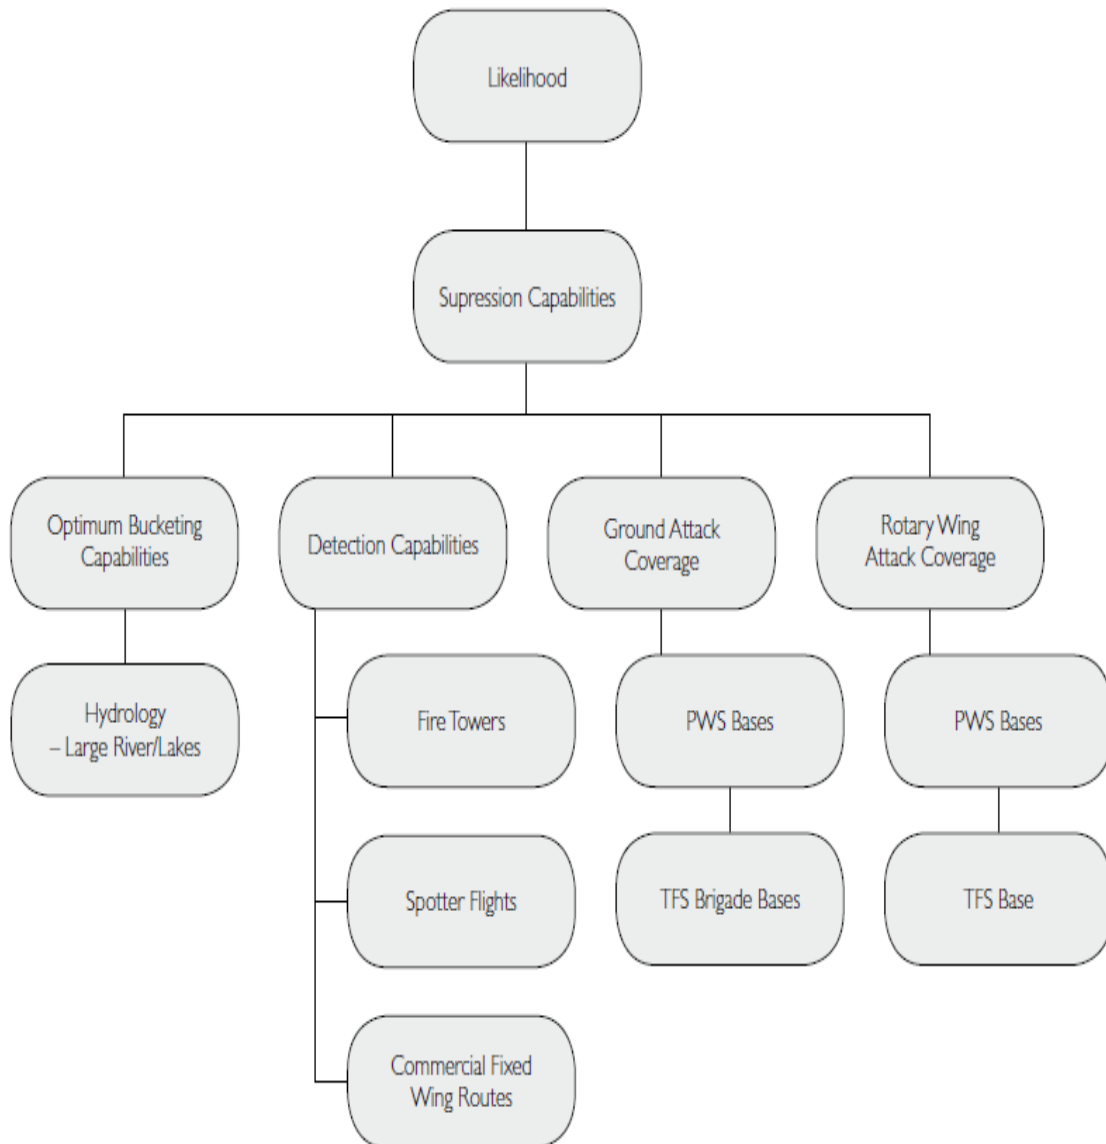 Likelihood
Supression Capabilities
Optimum Bucketing
Capabilities
Detection Capabilities
Ground Attack
Coverage
Rotary Wing
Attack Coverage
Hydrology
– Large River/Lakes
Fire Towers
PWS Bases
PWS Bases
Spotter Flights
TFS Brigade Bases
TFS Base
Commercial Fixed
Wing Routes